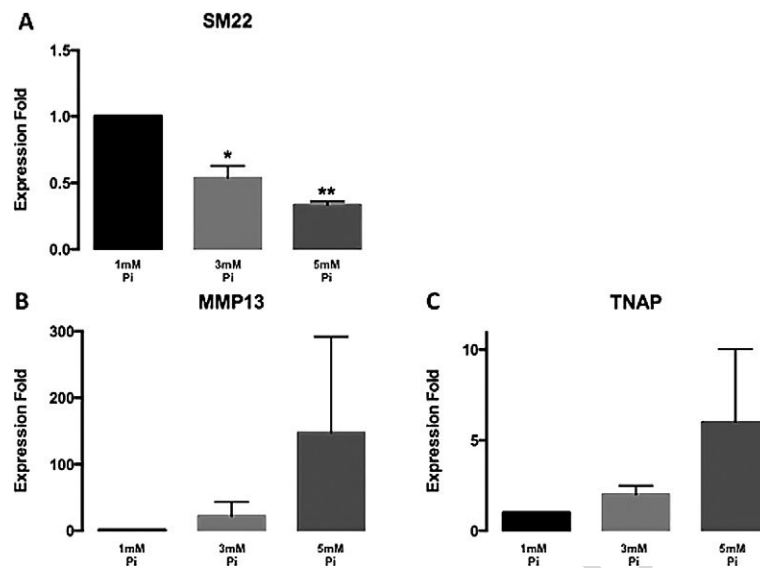 A
SM22
Expression Fold
1.5
1.0
0.5
0.0
*
**
1mM
Pi
3mM
Pi
5mM
Pi
B
MMP13
Expression Fold
300
200
100
0
1mM
Pi
3mM
Pi
5mM
Pi
C
TNAP
Expression Fold
10
5
0
1mM
Pi
3mM
Pi
5mM
Pi